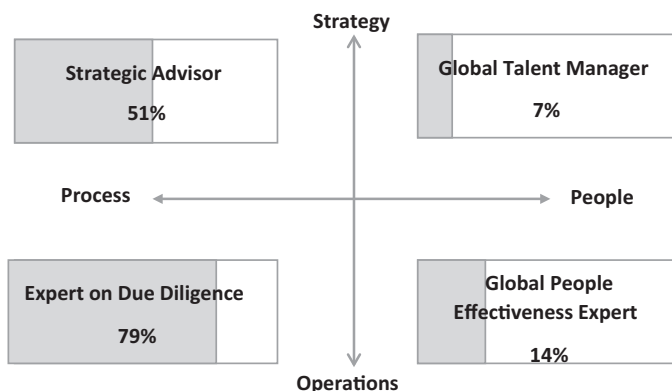 Strategy
Strategic Advisor
51%
Global Talent Manager
7%
Process
People
Expert on Due Diligence
79%
Global People
Effectiveness Expert
14%
Operations